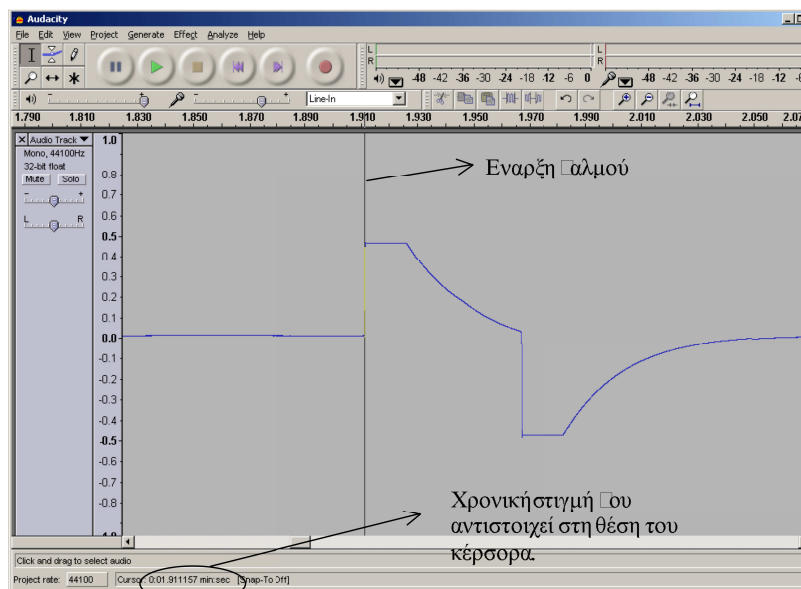 Audacity
File Edit View Project Generate Effect Analyze Help
L
R
-48 -42 -36 -30 -24 -18 -12 -6 0
L
R
-48 -42 -36 -30 -24 -18 -12
Line-In
1.790 1.810 1.830 1.850 1.870 1.890 1.910 1.930 1.950 1.970 1.990 2.010 2.030 2.050
Audio Track
Mono, 44100Hz
32-bit float
Mute Solo
- +
L R
1.0
0.8
0.7
0.6
0.5
0.4
0.3
0.2
0.1
0.0
-0.1
-0.2
-0.3
-0.4
-0.5
-0.6
-0.7
-0.8
Εναρξη □αλμού
Χρονική στιγμή □ου
αντιστοιχεί στη θέση του
κέρσορα.
Click and drag to select audio
Project rate: 44100 Cursor: 0:01.911157 min:sec [Snap-To Off]